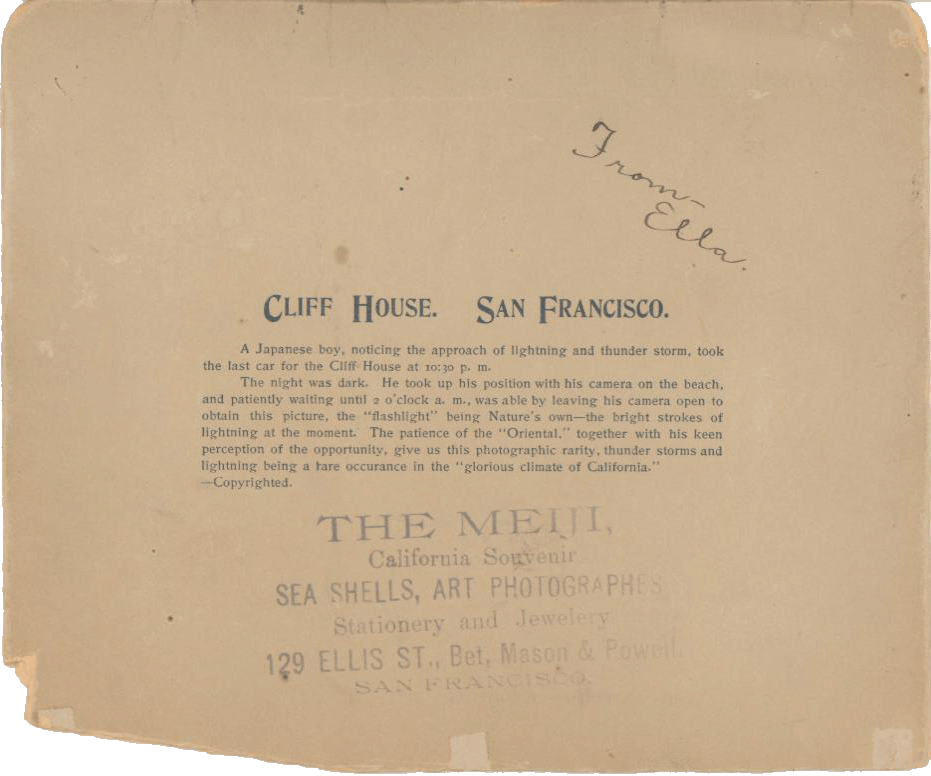 From
Ella.
CLIFF HOUSE. SAN FRANCISCO.
A Japanese boy, noticing the approach of lightning and thunder storm, took
the last car for the Cliff House at 10:30 p. m.
The night was dark. He took up his position with his camera on the beach,
and patiently waiting until 2 o'clock a. m., was able by leaving his camera open to
obtain this picture, the "flashlight" being Nature's own—the bright strokes of
lightning at the moment. The patience of the "Oriental," together with his keen
perception of the opportunity, give us this photographic rarity, thunder storms and
lightning being a rare occurance in the "glorious climate of California."
—Copyrighted.
THE MEIJI,
California Souvenir
SEA SHELLS, ART PHOTOGRAPHES
Stationery and Jewelery
129 ELLIS ST., Bet, Mason & Powell.
SAN FRANCISCO.